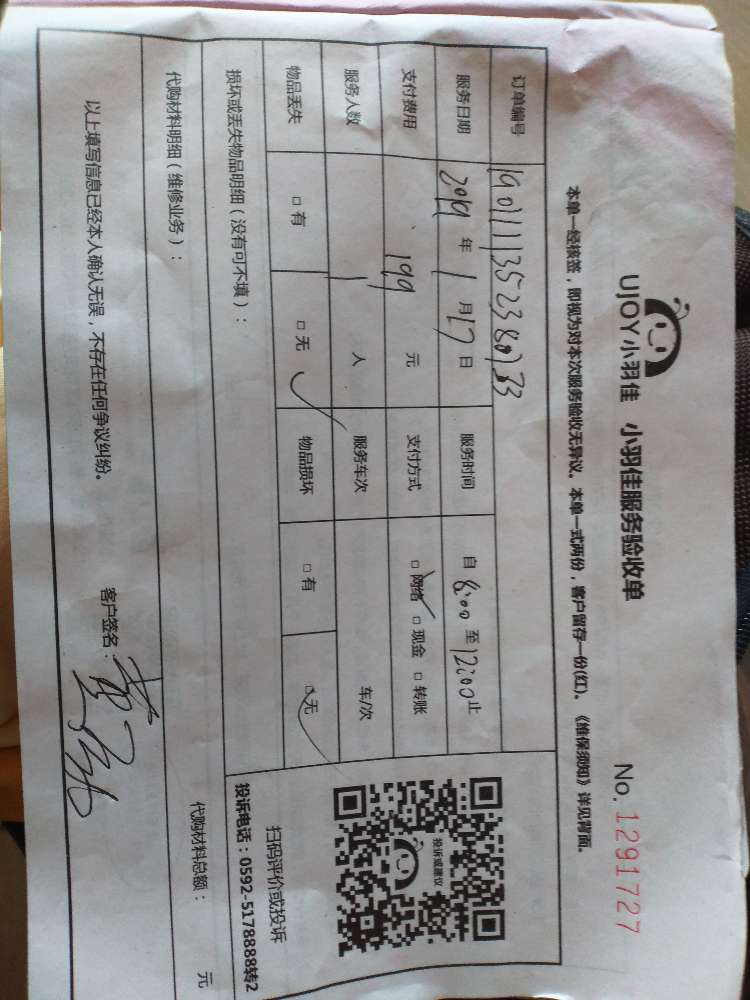 UJOY小羽佳 小羽佳服务验收单 No. 1291727
本单一经核签，即视为对本次服务验收无异议。本单一式两份，客户留存一份(红)。《维保须知》详见背面。
订单编号
服务日期 2019 年 1 月 17 日 服务时间 自 8:00 至 12:00 止
支付费用 199 元 支付方式 □ 网络 □ 现金 □ 转账
服务人数 1 人 服务车次 车/次
物品丢失 □ 有 □ 无 物品损坏 □ 有 □ 无
投诉或建议
扫码评价或投诉
投诉电话：0592-5178888转2
损坏或丢失物品明细（没有可不填）：
代购材料明细（维修业务）： 代购材料总额： 元
以上填写信息已经本人确认无误，不存在任何争议纠纷。 客户签名：